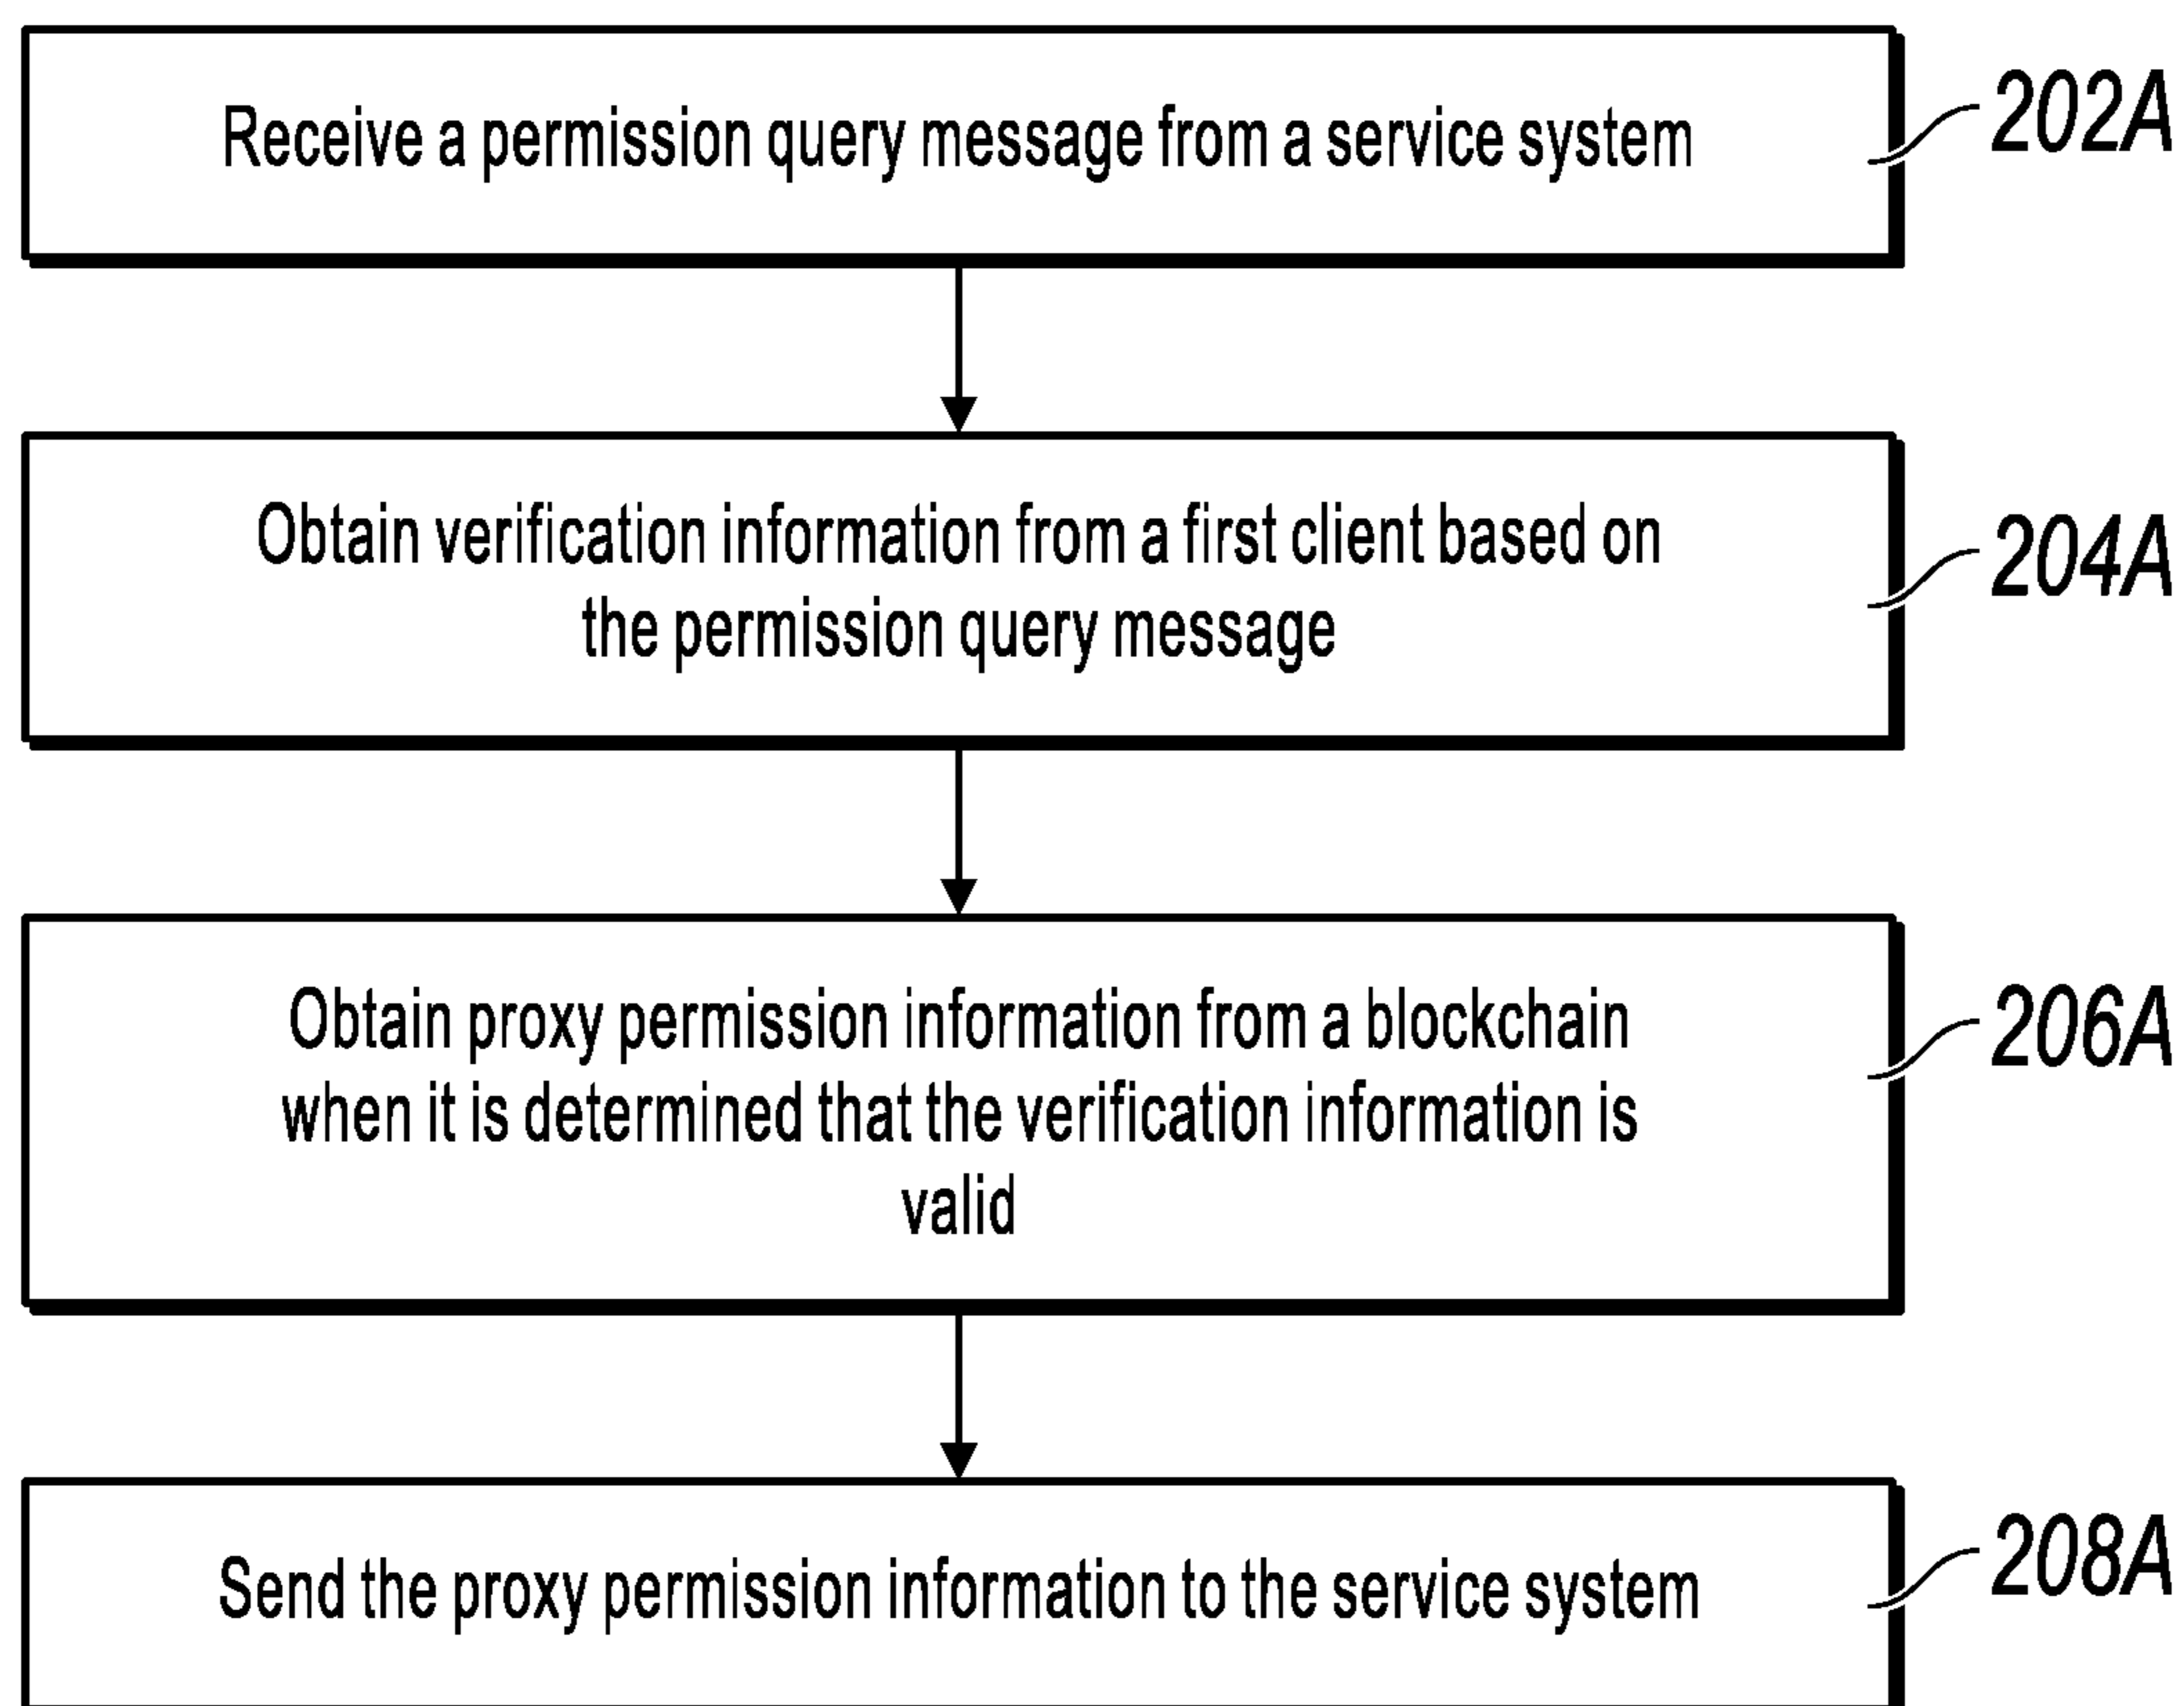 Receive a permission query message from a service system
202A
Obtain verification information from a first client based on
the permission query message
204A
Obtain proxy permission information from a blockchain
when it is determined that the verification information is
valid
206A
Send the proxy permission information to the service system
208A